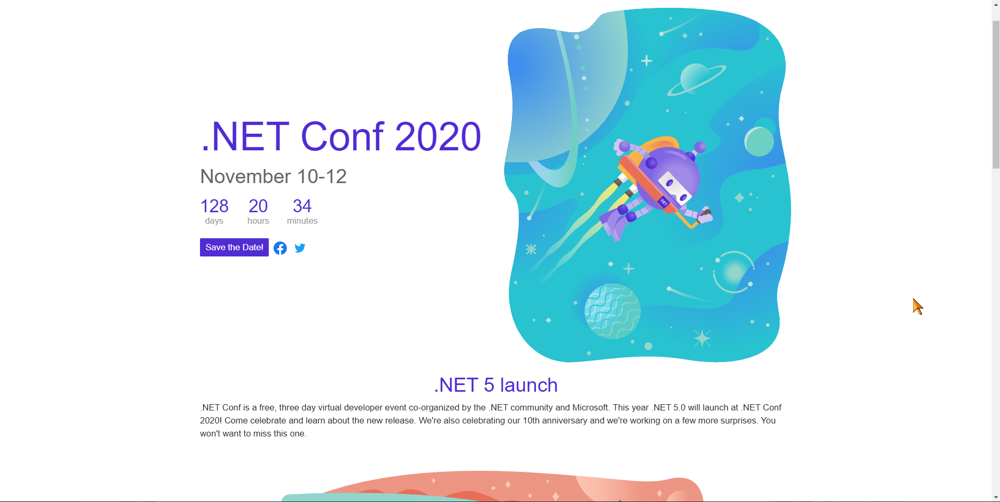 .NET Conf 2020
November 10-12
128 20 34
days hours minutes
Save the Date!
.NET
.NET 5 launch
.NET Conf is a free, three day virtual developer event co-organized by the .NET community and Microsoft. This year .NET 5.0 will launch at .NET Conf
2020! Come celebrate and learn about the new release. We're also celebrating our 10th anniversary and we're working on a few more surprises. You
won't want to miss this one.